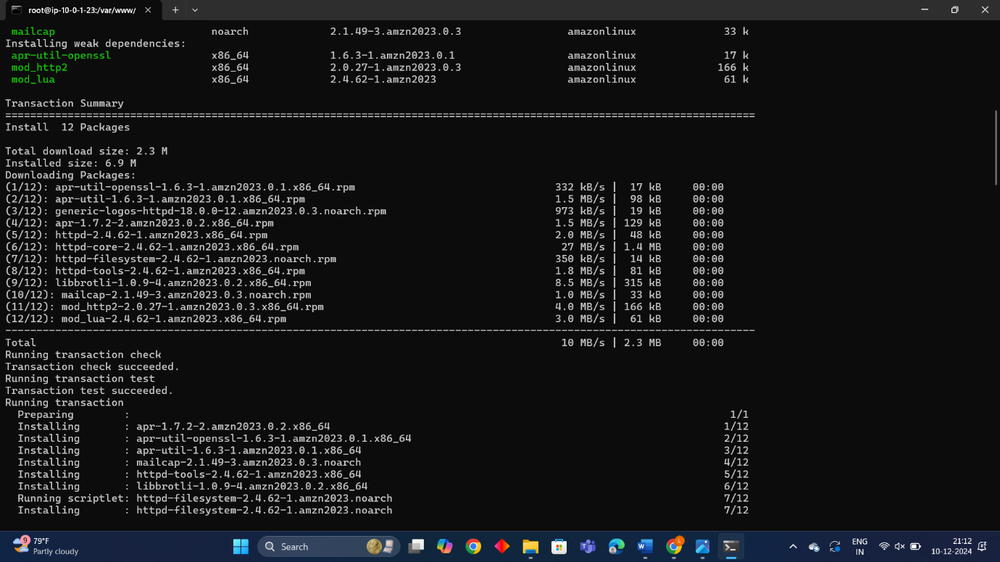 root@ip-10-0-1-23:/var/www/
mailcap noarch 2.1.49-3.amzn2023.0.3 amazonlinux 33 k
Installing weak dependencies:
apr-util-openssl x86_64 1.6.3-1.amzn2023.0.1 amazonlinux 17 k
mod_http2 x86_64 2.0.27-1.amzn2023.0.3 amazonlinux 166 k
mod_lua x86_64 2.4.62-1.amzn2023 amazonlinux 61 k
Transaction Summary
================================================================================
Install 12 Packages
Total download size: 2.3 M
Installed size: 6.9 M
Downloading Packages:
(1/12): apr-util-openssl-1.6.3-1.amzn2023.0.1.x86_64.rpm 332 kB/s | 17 kB 00:00
(2/12): apr-util-1.6.3-1.amzn2023.0.1.x86_64.rpm 1.5 MB/s | 98 kB 00:00
(3/12): generic-logos-httpd-18.0.0-12.amzn2023.0.3.noarch.rpm 973 kB/s | 19 kB 00:00
(4/12): apr-1.7.2-2.amzn2023.0.2.x86_64.rpm 1.5 MB/s | 129 kB 00:00
(5/12): httpd-2.4.62-1.amzn2023.x86_64.rpm 2.0 MB/s | 48 kB 00:00
(6/12): httpd-core-2.4.62-1.amzn2023.x86_64.rpm 27 MB/s | 1.4 MB 00:00
(7/12): httpd-filesystem-2.4.62-1.amzn2023.noarch.rpm 350 kB/s | 14 kB 00:00
(8/12): httpd-tools-2.4.62-1.amzn2023.x86_64.rpm 1.8 MB/s | 81 kB 00:00
(9/12): libbrotli-1.0.9-4.amzn2023.0.2.x86_64.rpm 8.5 MB/s | 315 kB 00:00
(10/12): mailcap-2.1.49-3.amzn2023.0.3.noarch.rpm 1.0 MB/s | 33 kB 00:00
(11/12): mod_http2-2.0.27-1.amzn2023.0.3.x86_64.rpm 4.0 MB/s | 166 kB 00:00
(12/12): mod_lua-2.4.62-1.amzn2023.x86_64.rpm 3.0 MB/s | 61 kB 00:00
--------------------------------------------------------------------------------
Total 10 MB/s | 2.3 MB 00:00
Running transaction check
Transaction check succeeded.
Running transaction test
Transaction test succeeded.
Running transaction
Preparing : 1/1
Installing : apr-1.7.2-2.amzn2023.0.2.x86_64 1/12
Installing : apr-util-openssl-1.6.3-1.amzn2023.0.1.x86_64 2/12
Installing : apr-util-1.6.3-1.amzn2023.0.1.x86_64 3/12
Installing : mailcap-2.1.49-3.amzn2023.0.3.noarch 4/12
Installing : httpd-tools-2.4.62-1.amzn2023.x86_64 5/12
Installing : libbrotli-1.0.9-4.amzn2023.0.2.x86_64 6/12
Running scriptlet: httpd-filesystem-2.4.62-1.amzn2023.noarch 7/12
Installing : httpd-filesystem-2.4.62-1.amzn2023.noarch 7/12
9 79°F
Partly cloudy
Search
ENG
IN
21:12
10-12-2024